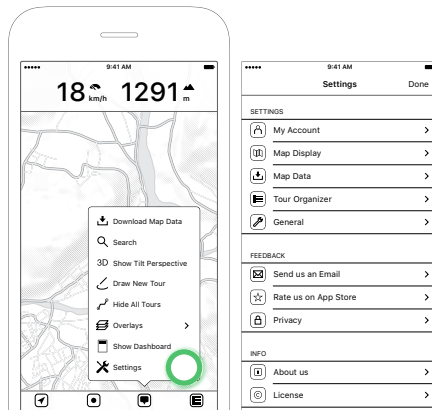 9:41 AM
18 km/h 1291 m
Download Map Data
Search
3D Show Tilt Perspective
Draw New Tour
Hide All Tours
Overlays
Show Dashboard
Settings
9:41 AM
Settings Done
SETTINGS
My Account
Map Display
Map Data
Tour Organizer
General
FEEDBACK
Send us an Email
Rate us on App Store
Privacy
INFO
About us
License